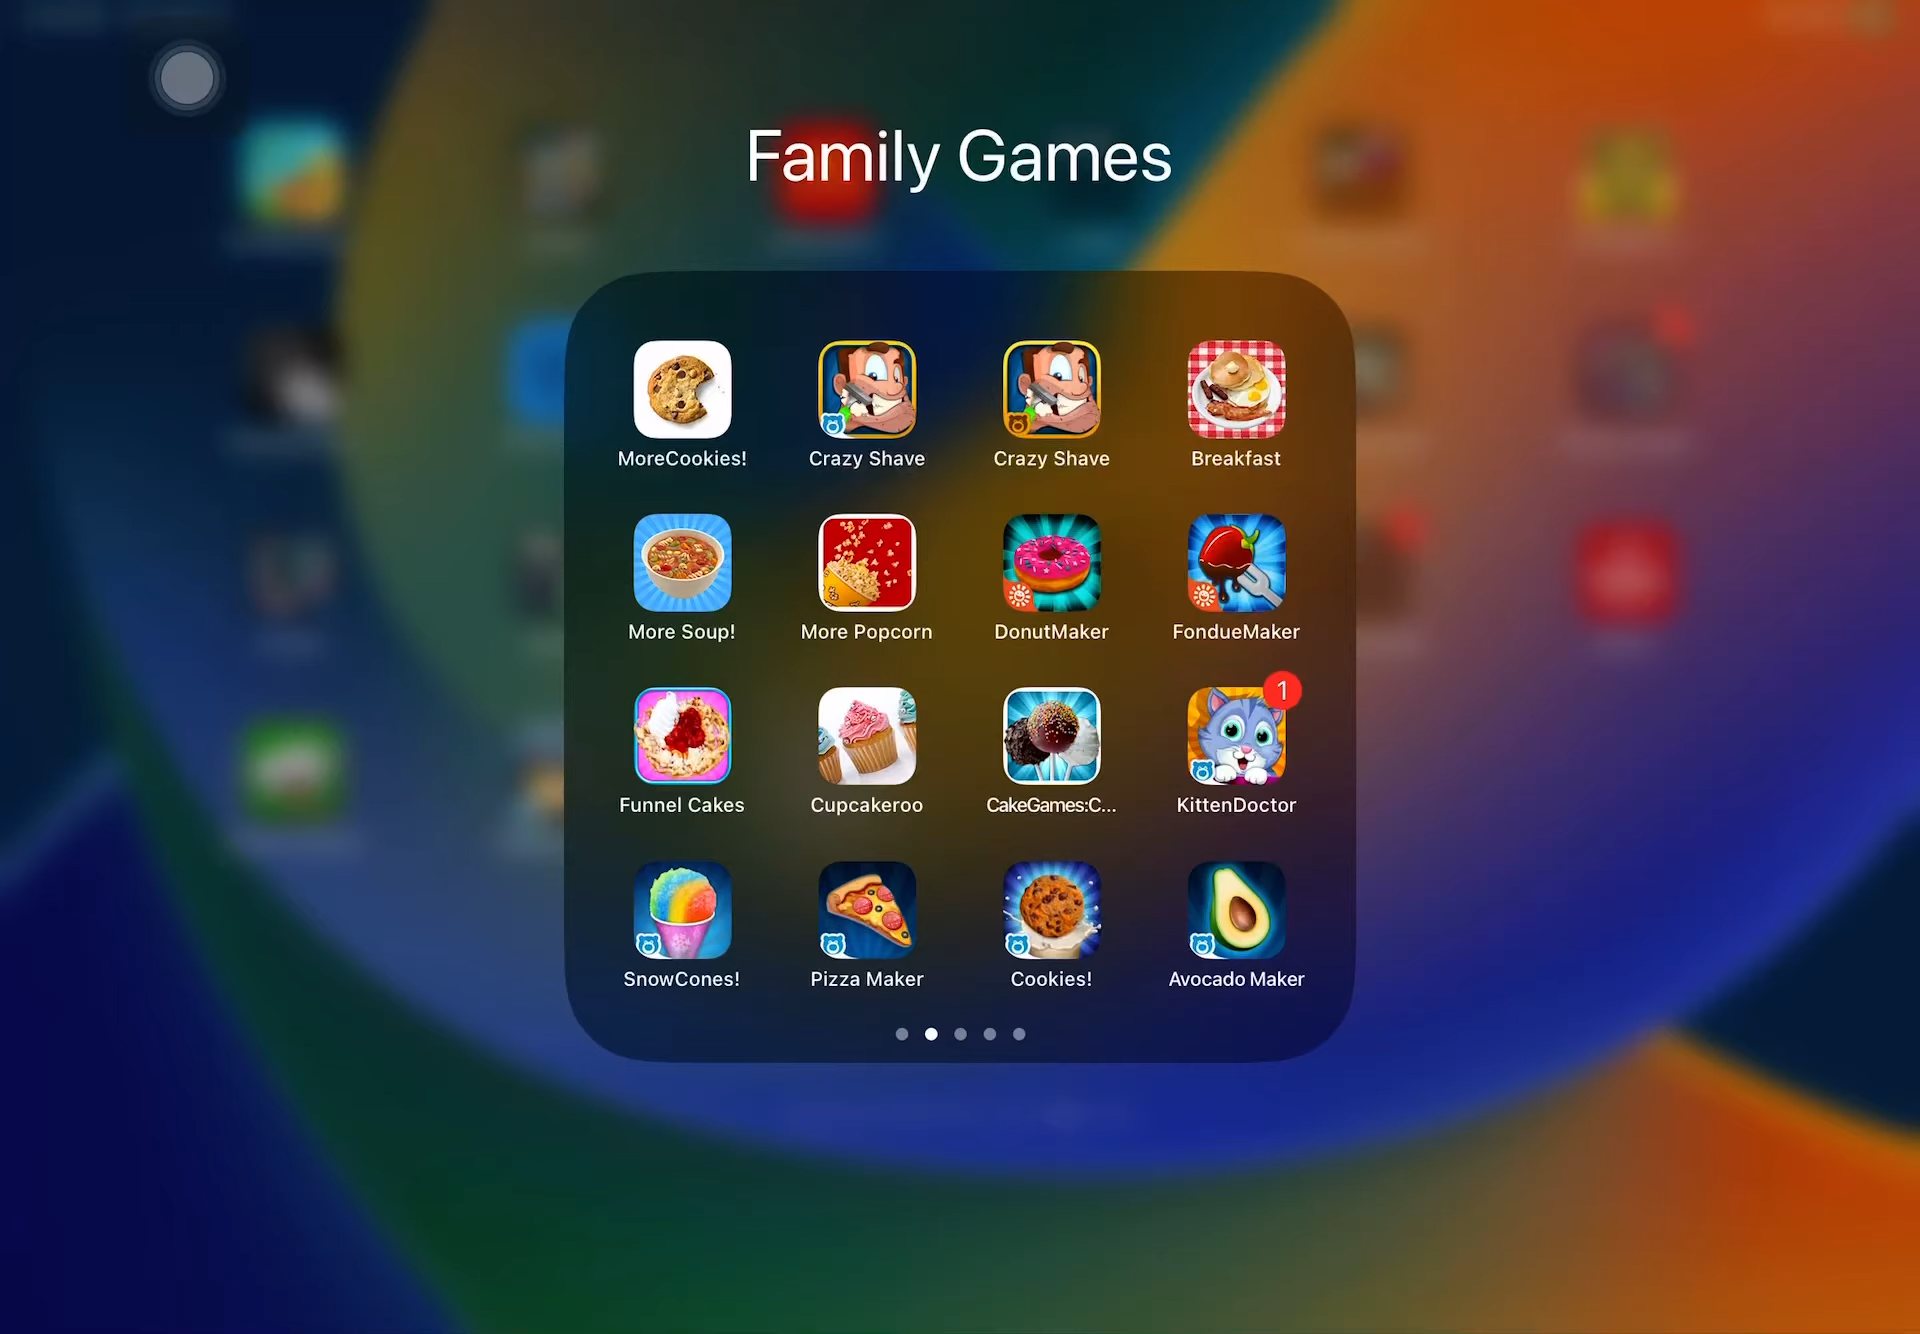 Family Games
MoreCookies!
Crazy Shave
Crazy Shave
Breakfast
More Soup!
More Popcorn
DonutMaker
FondueMaker
1
Funnel Cakes
Cupcakeroo
CakeGames:C...
KittenDoctor
SnowCones!
Pizza Maker
Cookies!
Avocado Maker